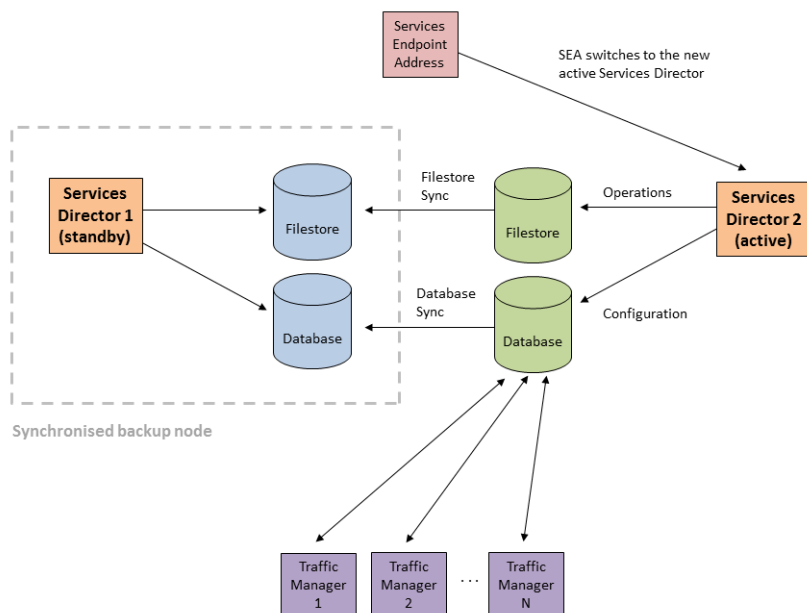 Services
Endpoint
Address
SEA switches to the new
active Services Director
Services
Director 1
(standby)
Filestore
Filestore
Sync
Filestore
Operations
Services
Director 2
(active)
Database
Database
Sync
Database
Configuration
Synchronised backup node
Traffic
Manager
1
Traffic
Manager
2
...
Traffic
Manager
N